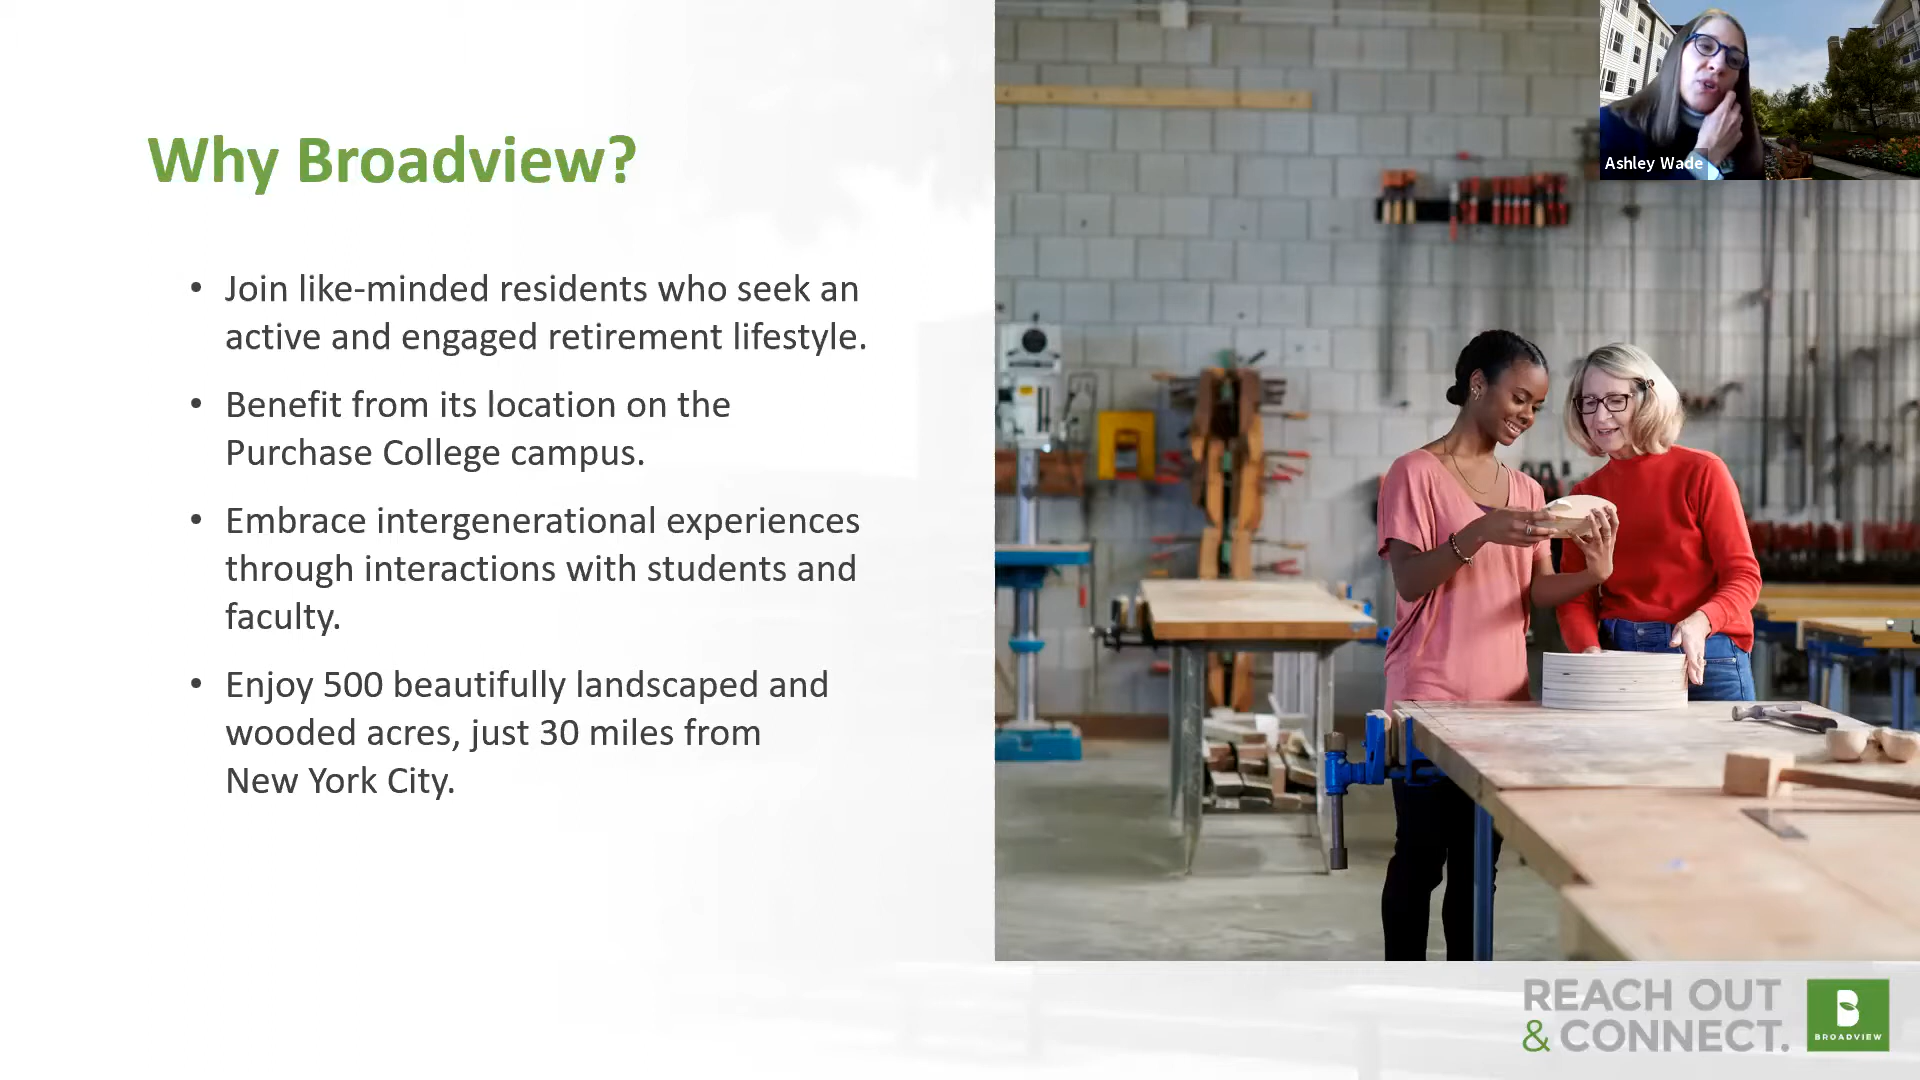 Why Broadview?
• Join like-minded residents who seek an
active and engaged retirement lifestyle.
• Benefit from its location on the
Purchase College campus.
• Embrace intergenerational experiences
through interactions with students and
faculty.
• Enjoy 500 beautifully landscaped and
wooded acres, just 30 miles from
New York City.
Ashley Wade
REACH OUT
& CONNECT.
B
BROADVIEW